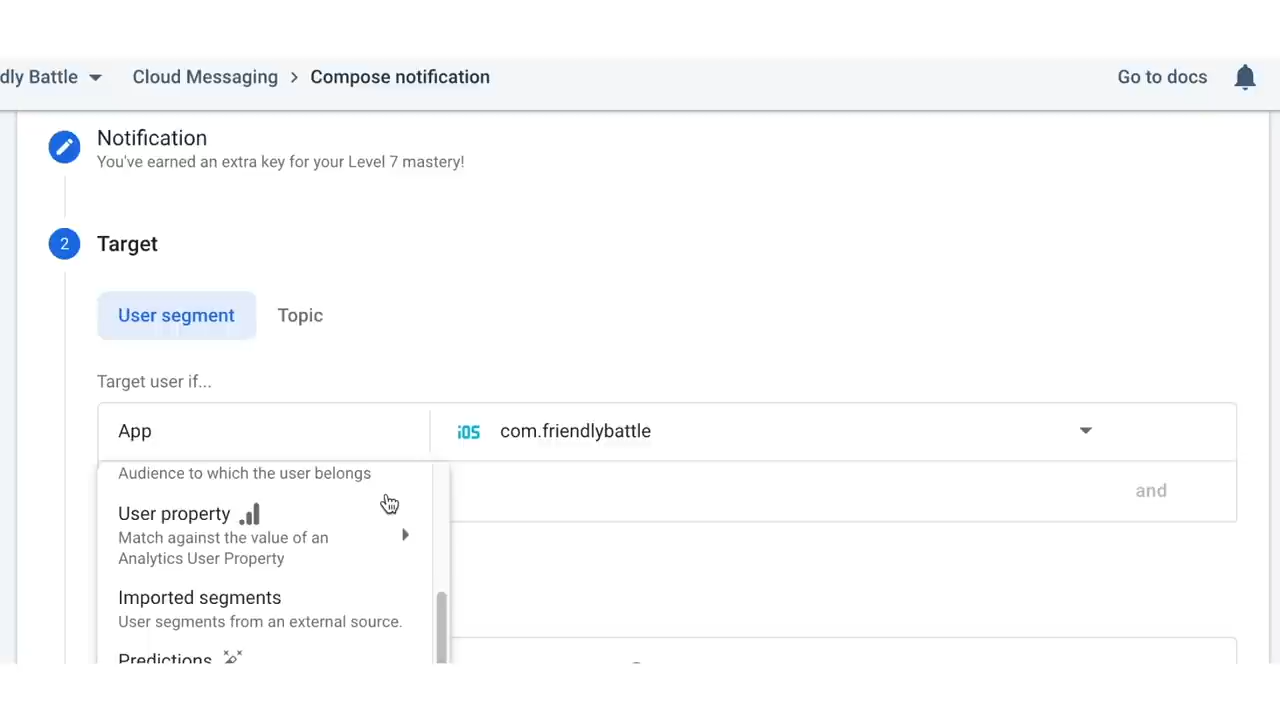 dly Battle
Cloud Messaging > Compose notification
Go to docs
Notification
You've earned an extra key for your Level 7 mastery!
2
Target
User segment
Topic
Target user if...
App
iOS
com.friendlybattle
Audience to which the user belongs
and
User property
Match against the value of an
Analytics User Property
Imported segments
User segments from an external source.
Predictions